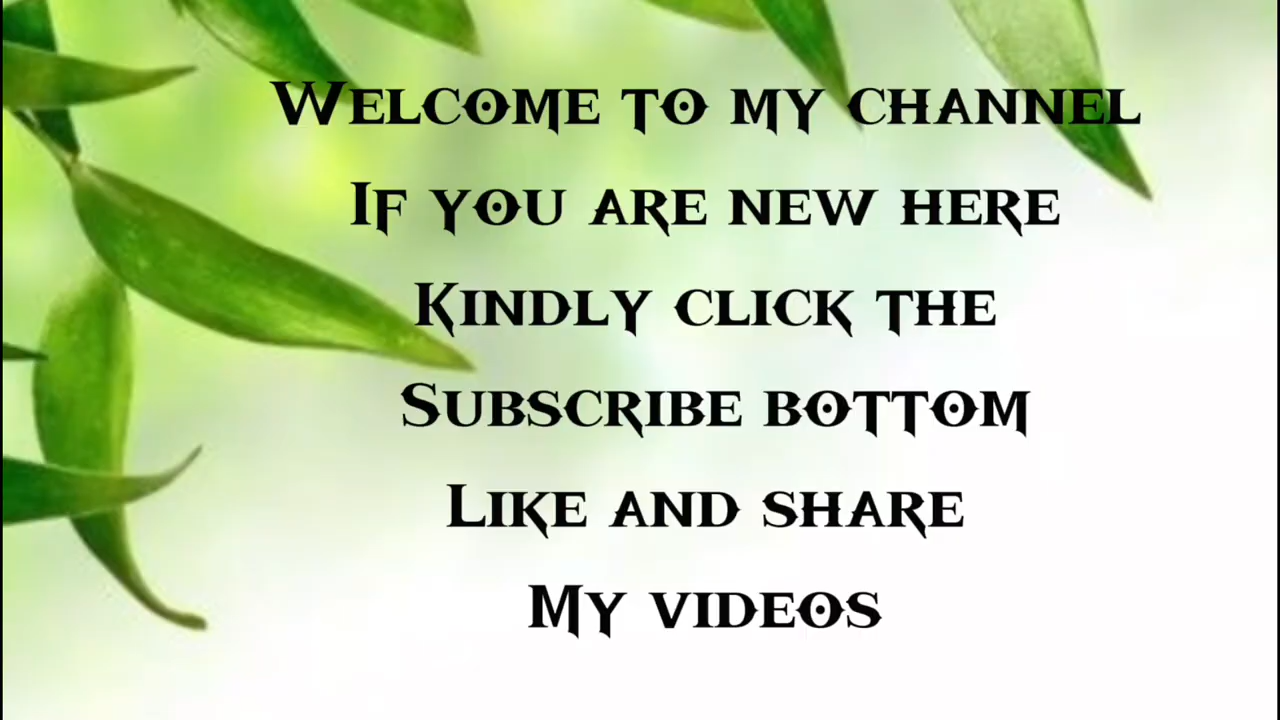 Welcome to my channel
If you are new here
Kindly click the
Subscribe bottom
Like and share
My videos